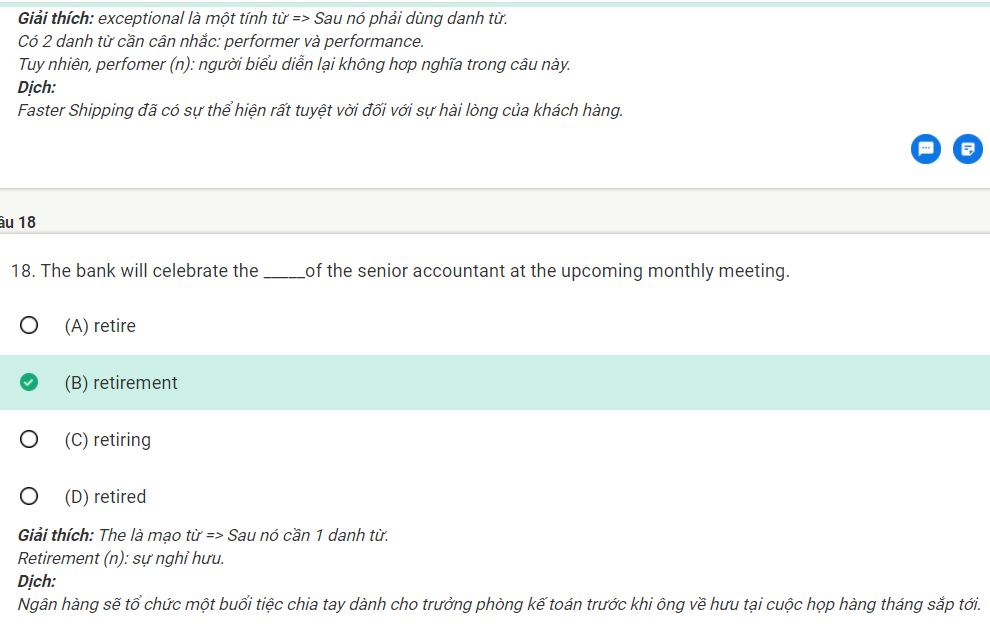 Giải thích: exceptional là một tính từ => Sau nó phải dùng danh từ.
Có 2 danh từ cần cân nhắc: performer và performance.
Tuy nhiên, perfomer (n): người biểu diễn lại không hơp nghĩa trong câu này.
Dịch:
Faster Shipping đã có sự thể hiện rất tuyệt vời đối với sự hài lòng của khách hàng.
âu 18
18. The bank will celebrate the _____of the senior accountant at the upcoming monthly meeting.
(A) retire
(B) retirement
(C) retiring
(D) retired
Giải thích: The là mạo từ => Sau nó cần 1 danh từ.
Retirement (n): sự nghỉ hưu.
Dịch:
Ngân hàng sẽ tổ chức một buổi tiệc chia tay dành cho trưởng phòng kế toán trước khi ông về hưu tại cuộc họp hàng tháng sắp tới.